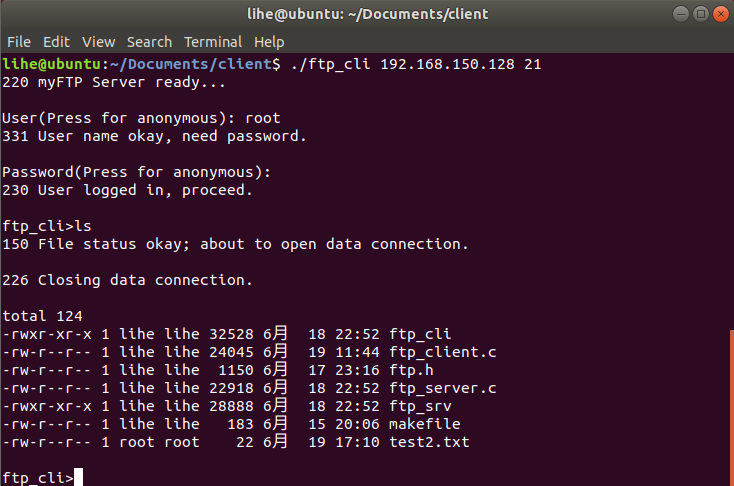 lihe@ubuntu: ~/Documents/client
File Edit View Search Terminal Help
lihe@ubuntu:~/Documents/client$ ./ftp_cli 192.168.150.128 21
220 myFTP Server ready...
User(Press for anonymous): root
331 User name okay, need password.
Password(Press for anonymous):
230 User logged in, proceed.
ftp_cli>ls
150 File status okay; about to open data connection.
226 Closing data connection.
total 124
-rwxr-xr-x 1 lihe lihe 32528 6月  18 22:52 ftp_cli
-rw-r--r-- 1 lihe lihe 24045 6月  19 11:44 ftp_client.c
-rw-r--r-- 1 lihe lihe  1150 6月  17 23:16 ftp.h
-rw-r--r-- 1 lihe lihe 22918 6月  18 22:52 ftp_server.c
-rwxr-xr-x 1 lihe lihe 28888 6月  18 22:52 ftp_srv
-rw-r--r-- 1 lihe lihe   183 6月  15 20:06 makefile
-rw-r--r-- 1 root root    22 6月  19 17:10 test2.txt
ftp_cli>